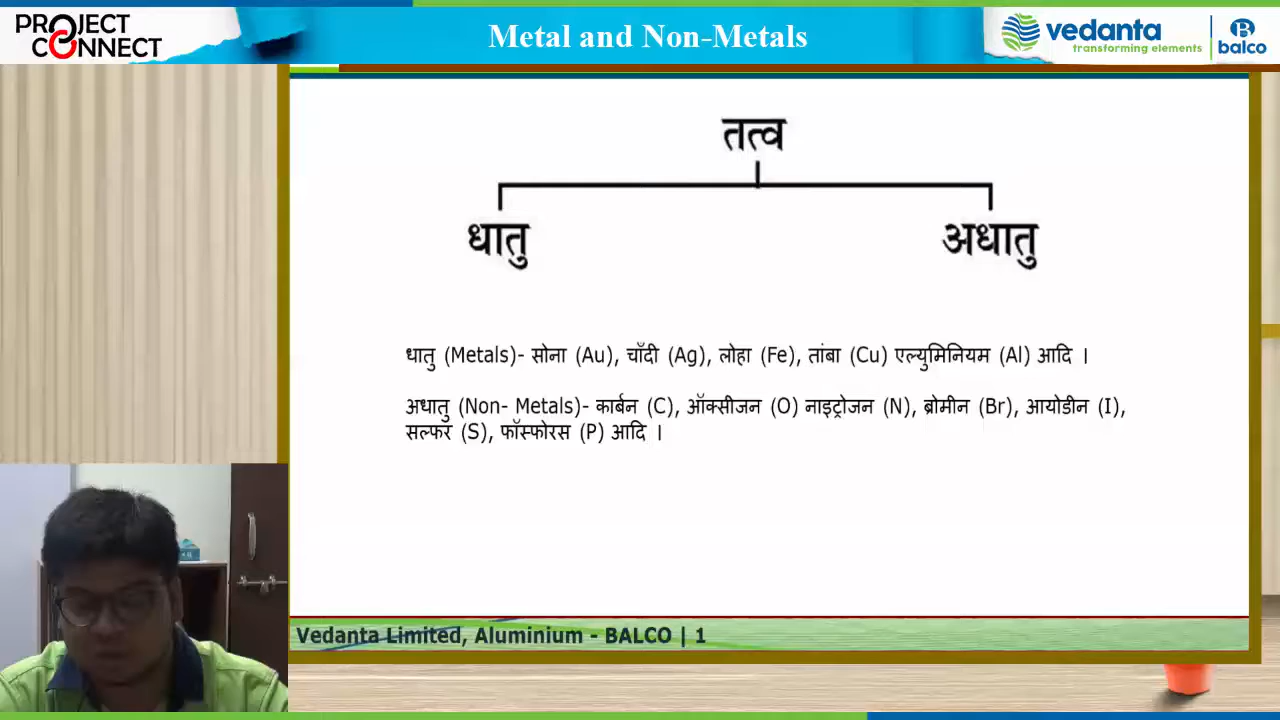 PROJECT
CONNECT
Metal and Non-Metals
vedanta
transforming elements
balco
तत्व
धातु
अधातु
धातु (Metals)- सोना (Au), चाँदी (Ag), लोहा (Fe), तांबा (Cu) एल्युमिनियम (Al) आदि ।
अधातु (Non- Metals)- कार्बन (C), ऑक्सीजन (O) नाइट्रोजन (N), ब्रोमीन (Br), आयोडीन (I),
सल्फर (S), फॉस्फोरस (P) आदि ।
Vedanta Limited, Aluminium - BALCO | 1